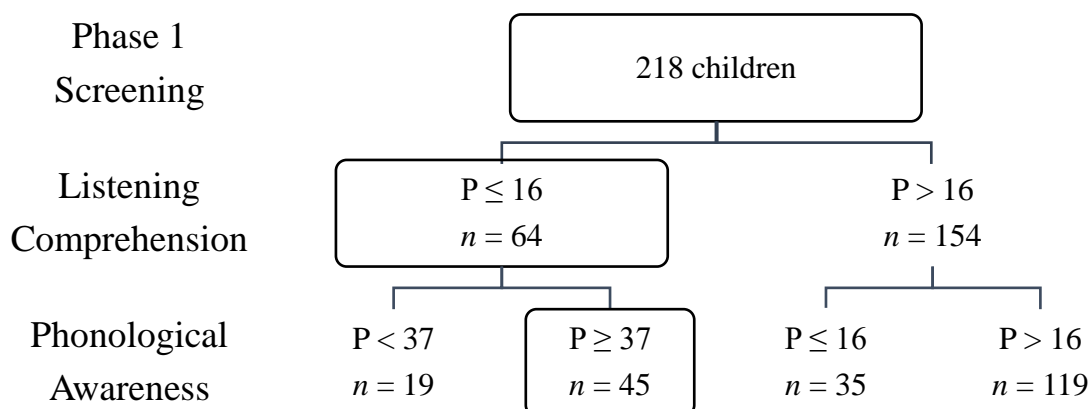 Phase 1
Screening
218 children
Listening
Comprehension
P ≤ 16
n = 64
P > 16
n = 154
Phonological
Awareness
P < 37
n = 19
P ≥ 37
n = 45
P ≤ 16
n = 35
P > 16
n = 119